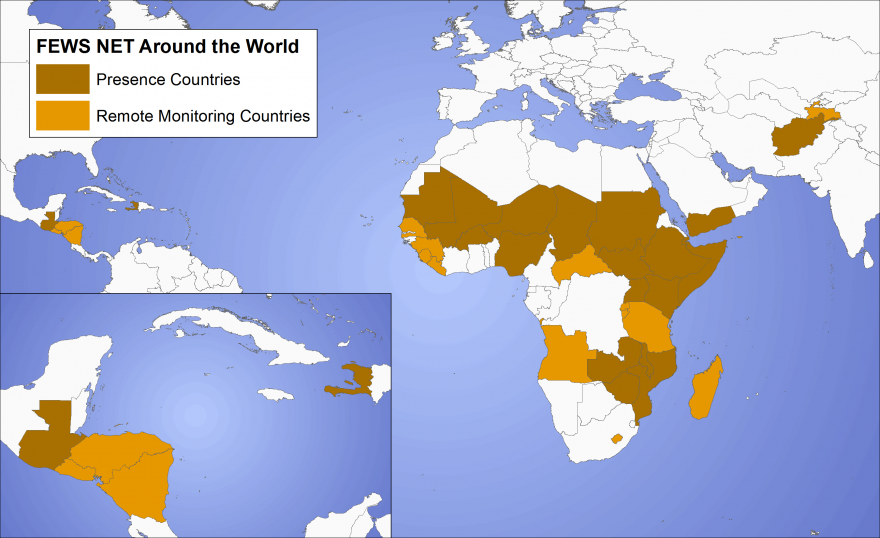 FEWS NET Around the World
Presence Countries
Remote Monitoring Countries